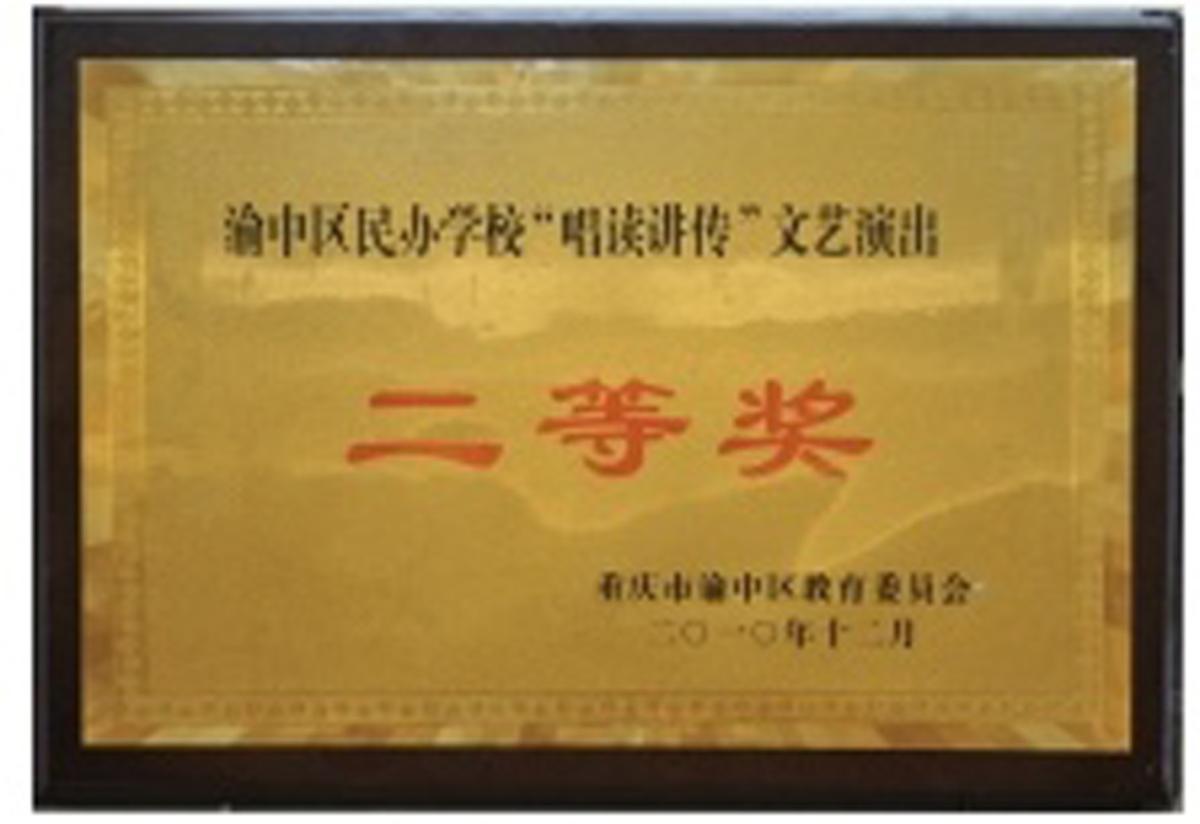 渝中区民办学校“唱读讲传”文艺演出
二等奖
重庆市渝中区教育委员会
二〇一〇年十二月